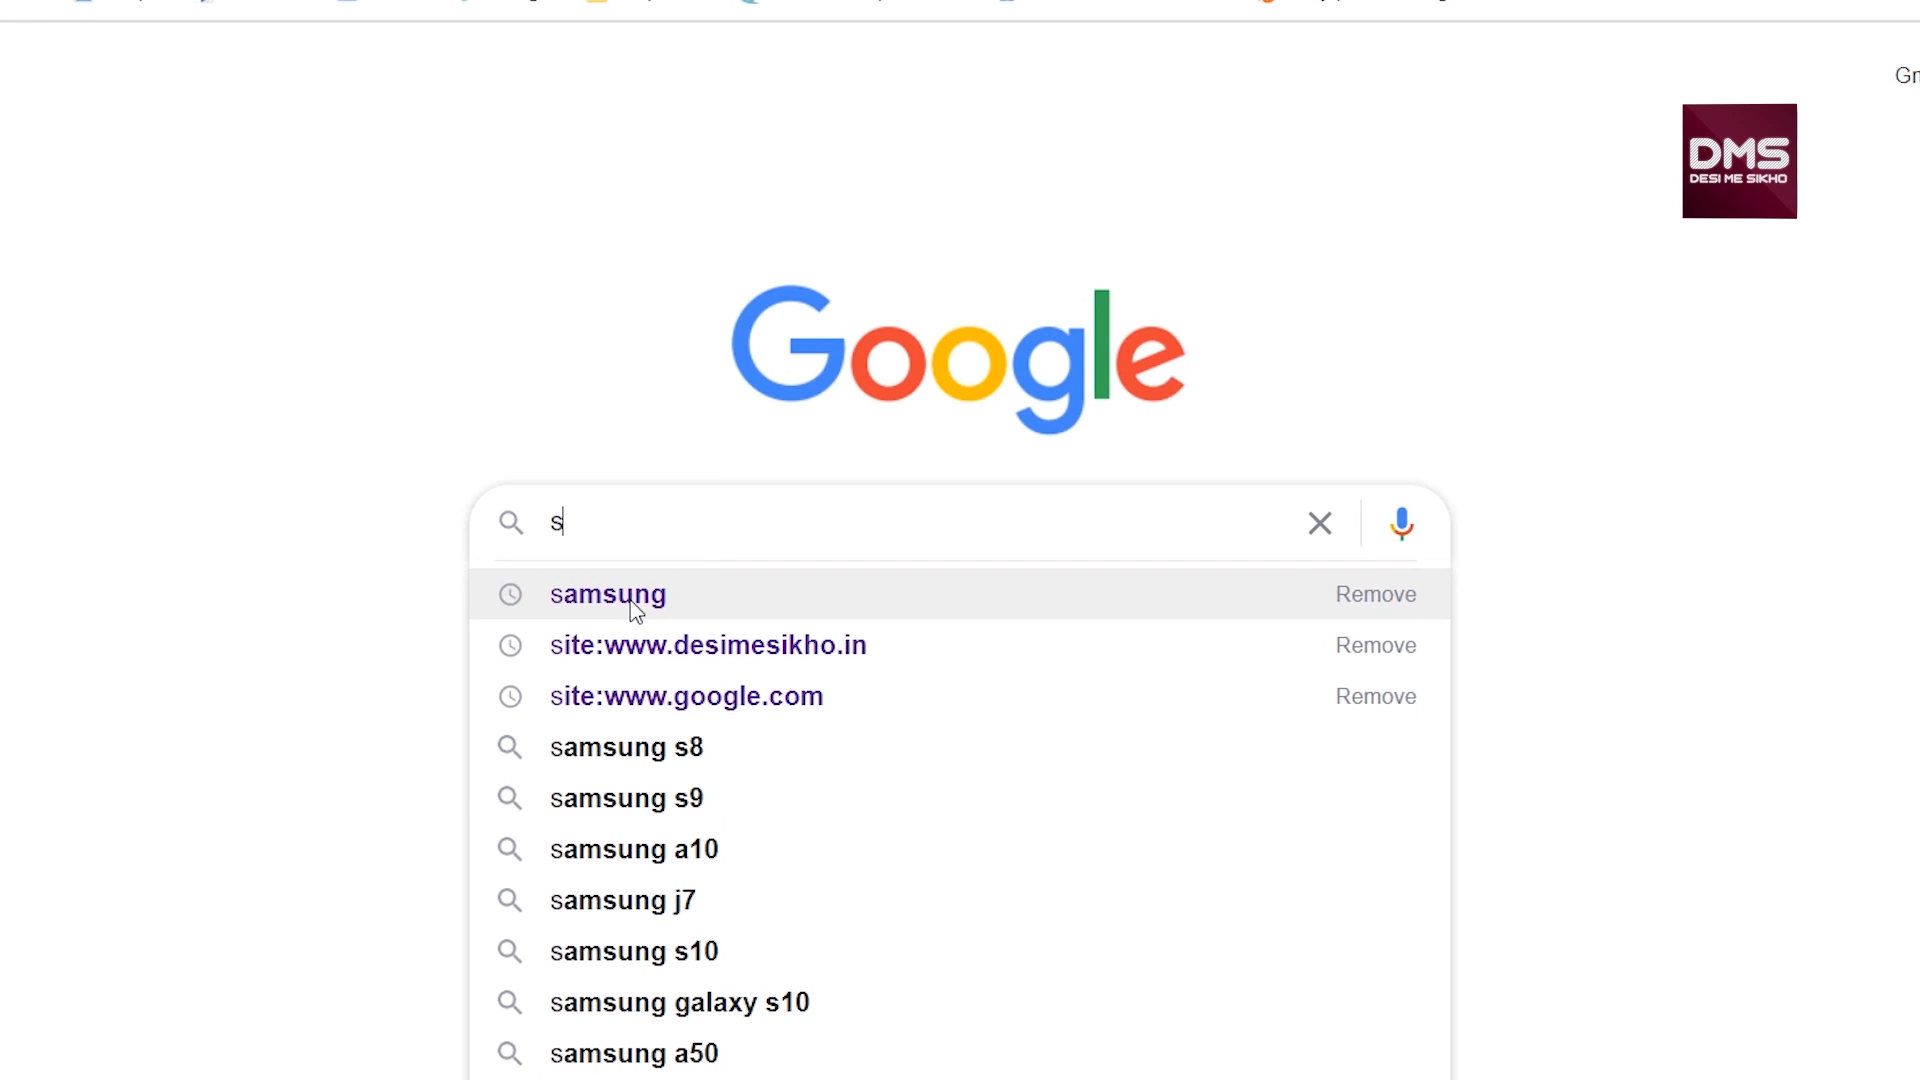 Gm
DMS
DESI ME SIKHO
Google
s
samsung Remove
site:www.desimesikho.in Remove
site:www.google.com Remove
samsung s8
samsung s9
samsung a10
samsung j7
samsung s10
samsung galaxy s10
samsung a50